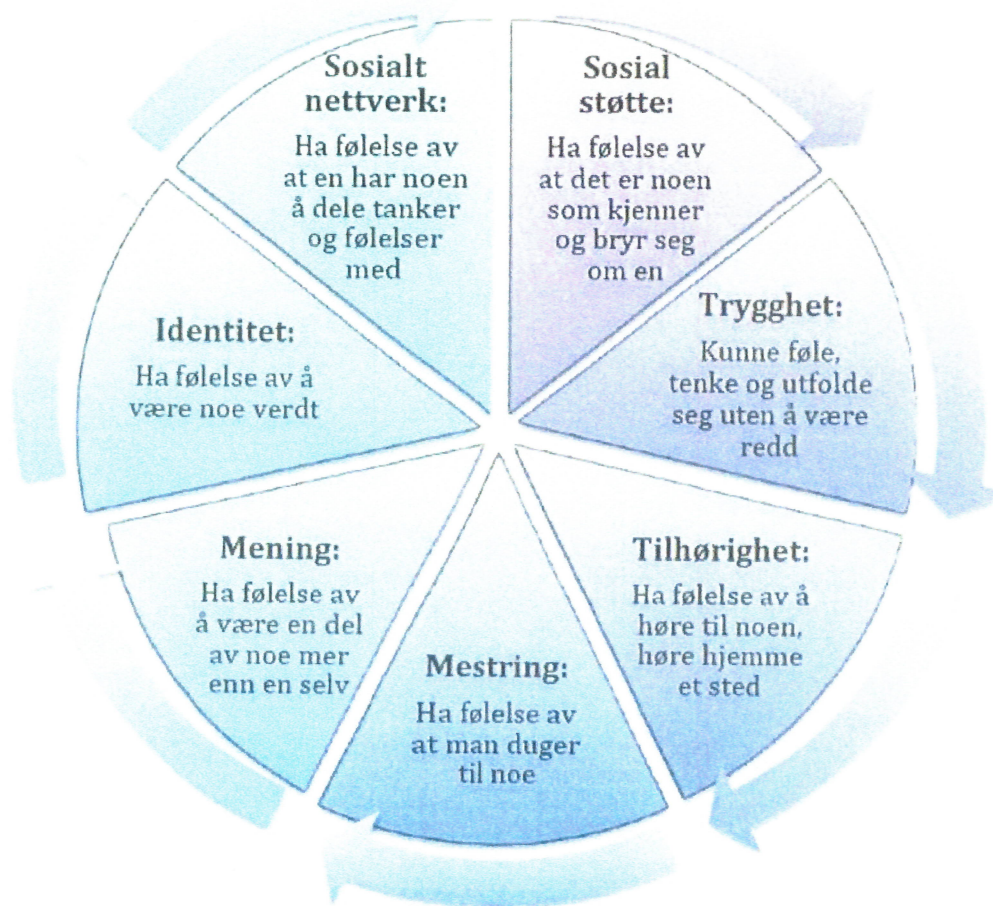 Sosialt
nettverk:
Ha følelse av
at en har noen
å dele tanker
og følelser
med
Sosial
støtte:
Ha følelse av
at det er noen
som kjenner
og bryr seg
om en
Trygghet:
Kunne føle,
tenke og utfolde
seg uten å være
redd
Tilhørighet:
Ha følelse av å
høre til noen,
høre hjemme
et sted
Mestring:
Ha følelse av
at man duger
til noe
Mening:
Ha følelse av
å være en del
av noe mer
enn en selv
Identitet:
Ha følelse av å
være noe verdt